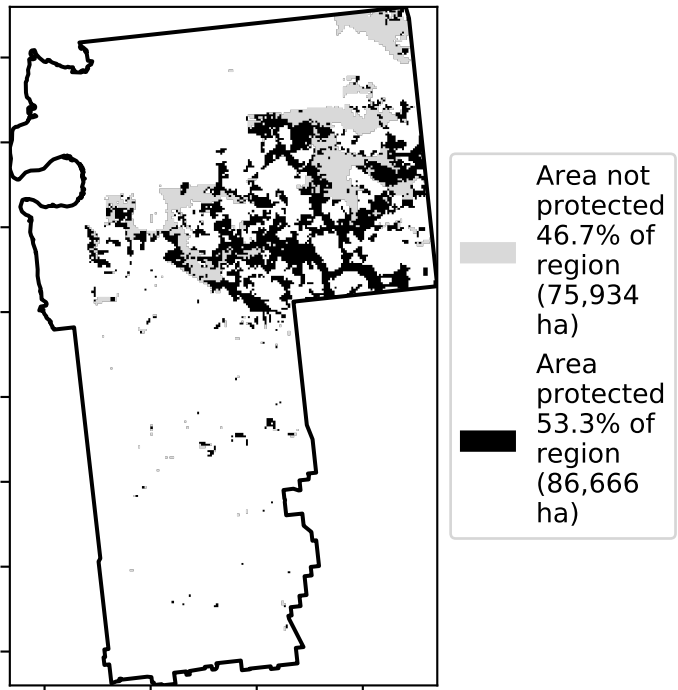 Area not
protected
46.7% of
region
(75,934
ha)
Area
protected
53.3% of
region
(86,666
ha)